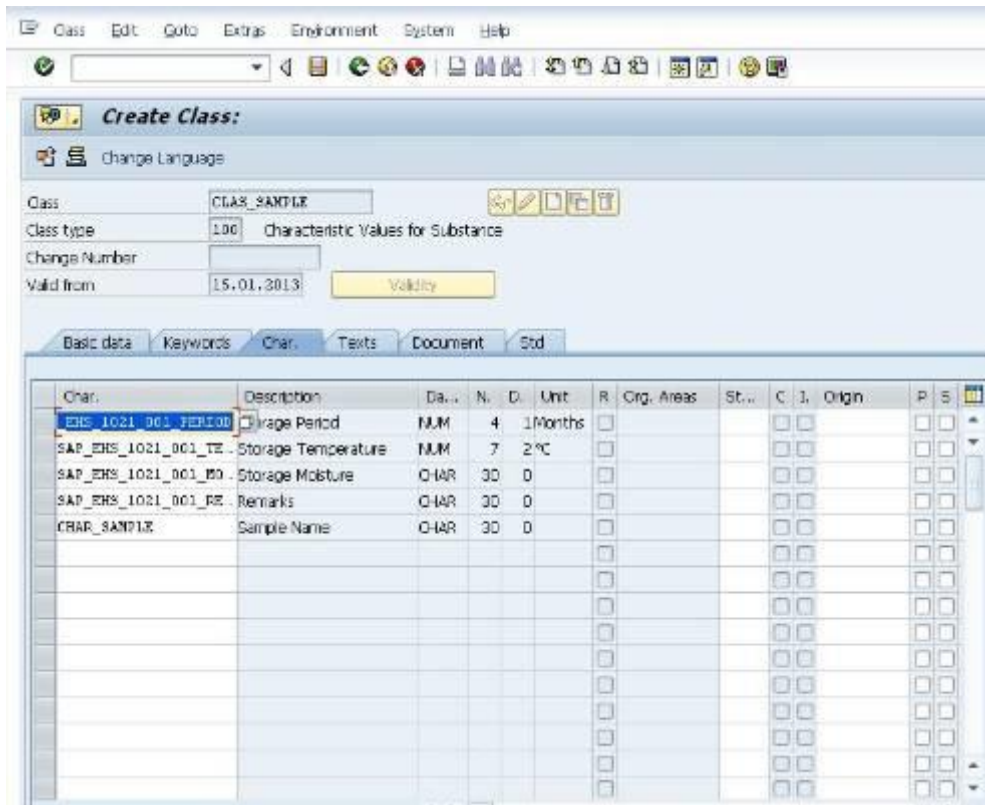 Class Edit Goto Extras Environment System Help
Create Class:
Change Language
Class CLAS_SAMPLE
Class type 100 Characteristic Values for Substance
Change Number
Valid from 15.01.2013 Validity
Basic data Keywords Char. Texts Document Std
Char. Description Da... N. D. Unit R Org. Areas St... C I. Origin P S
_EHS_1021_001_PERIOD rage Period NUM 4 1 Months
SAP_EHS_1021_001_TE.. Storage Temperature NUM 7 2 °C
SAP_EHS_1021_001_MO.. Storage Moisture CHAR 30 0
SAP_EHS_1021_001_RE.. Remarks CHAR 30 0
CHAR_SAMPLE Sample Name CHAR 30 0